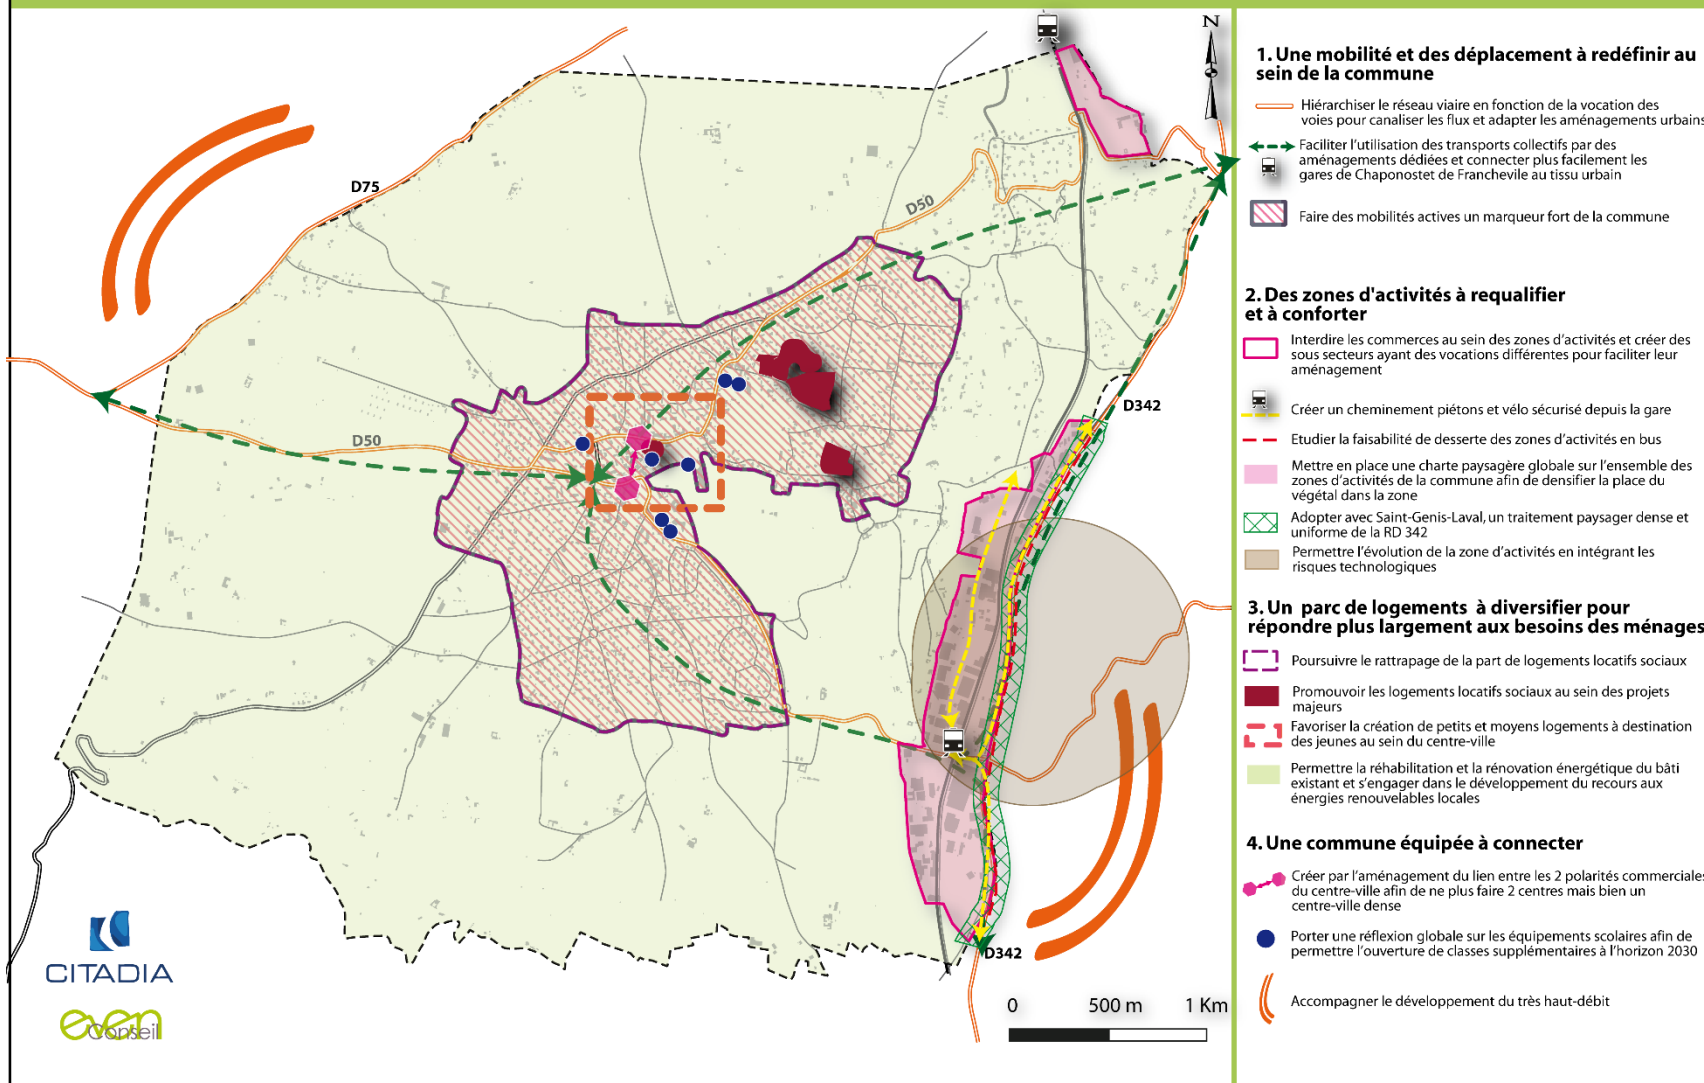 N
D75
D50
D50
D342
D342
0 500 m 1 Km
CITADIA
even
Conseil
1. Une mobilité et des déplacement à redéfinir au
sein de la commune
Hiérarchiser le réseau viaire en fonction de la vocation des
voies pour canaliser les flux et adapter les aménagements urbains
Faciliter l'utilisation des transports collectifs par des
aménagements dédiées et connecter plus facilement les
gares de Chaponostet de Franchevile au tissu urbain
Faire des mobilités actives un marqueur fort de la commune
2. Des zones d'activités à requalifier
et à conforter
Interdire les commerces au sein des zones d'activités et créer des
sous secteurs ayant des vocations différentes pour faciliter leur
aménagement
Créer un cheminement piétons et vélo sécurisé depuis la gare
Etudier la faisabilité de desserte des zones d'activités en bus
Mettre en place une charte paysagère globale sur l'ensemble des
zones d'activités de la commune afin de densifier la place du
végétal dans la zone
Adopter avec Saint-Genis-Laval, un traitement paysager dense et
uniforme de la RD 342
Permettre l'évolution de la zone d'activités en intégrant les
risques technologiques
3. Un parc de logements à diversifier pour
répondre plus largement aux besoins des ménages
Poursuivre le rattrapage de la part de logements locatifs sociaux
Promouvoir les logements locatifs sociaux au sein des projets
majeurs
Favoriser la création de petits et moyens logements à destination
des jeunes au sein du centre-ville
Permettre la réhabilitation et la rénovation énergétique du bâti
existant et s'engager dans le développement du recours aux
énergies renouvelables locales
4. Une commune équipée à connecter
Créer par l'aménagement du lien entre les 2 polarités commerciales
du centre-ville afin de ne plus faire 2 centres mais bien un
centre-ville dense
Porter une réflexion globale sur les équipements scolaires afin de
permettre l'ouverture de classes supplémentaires à l'horizon 2030
Accompagner le développement du très haut-débit